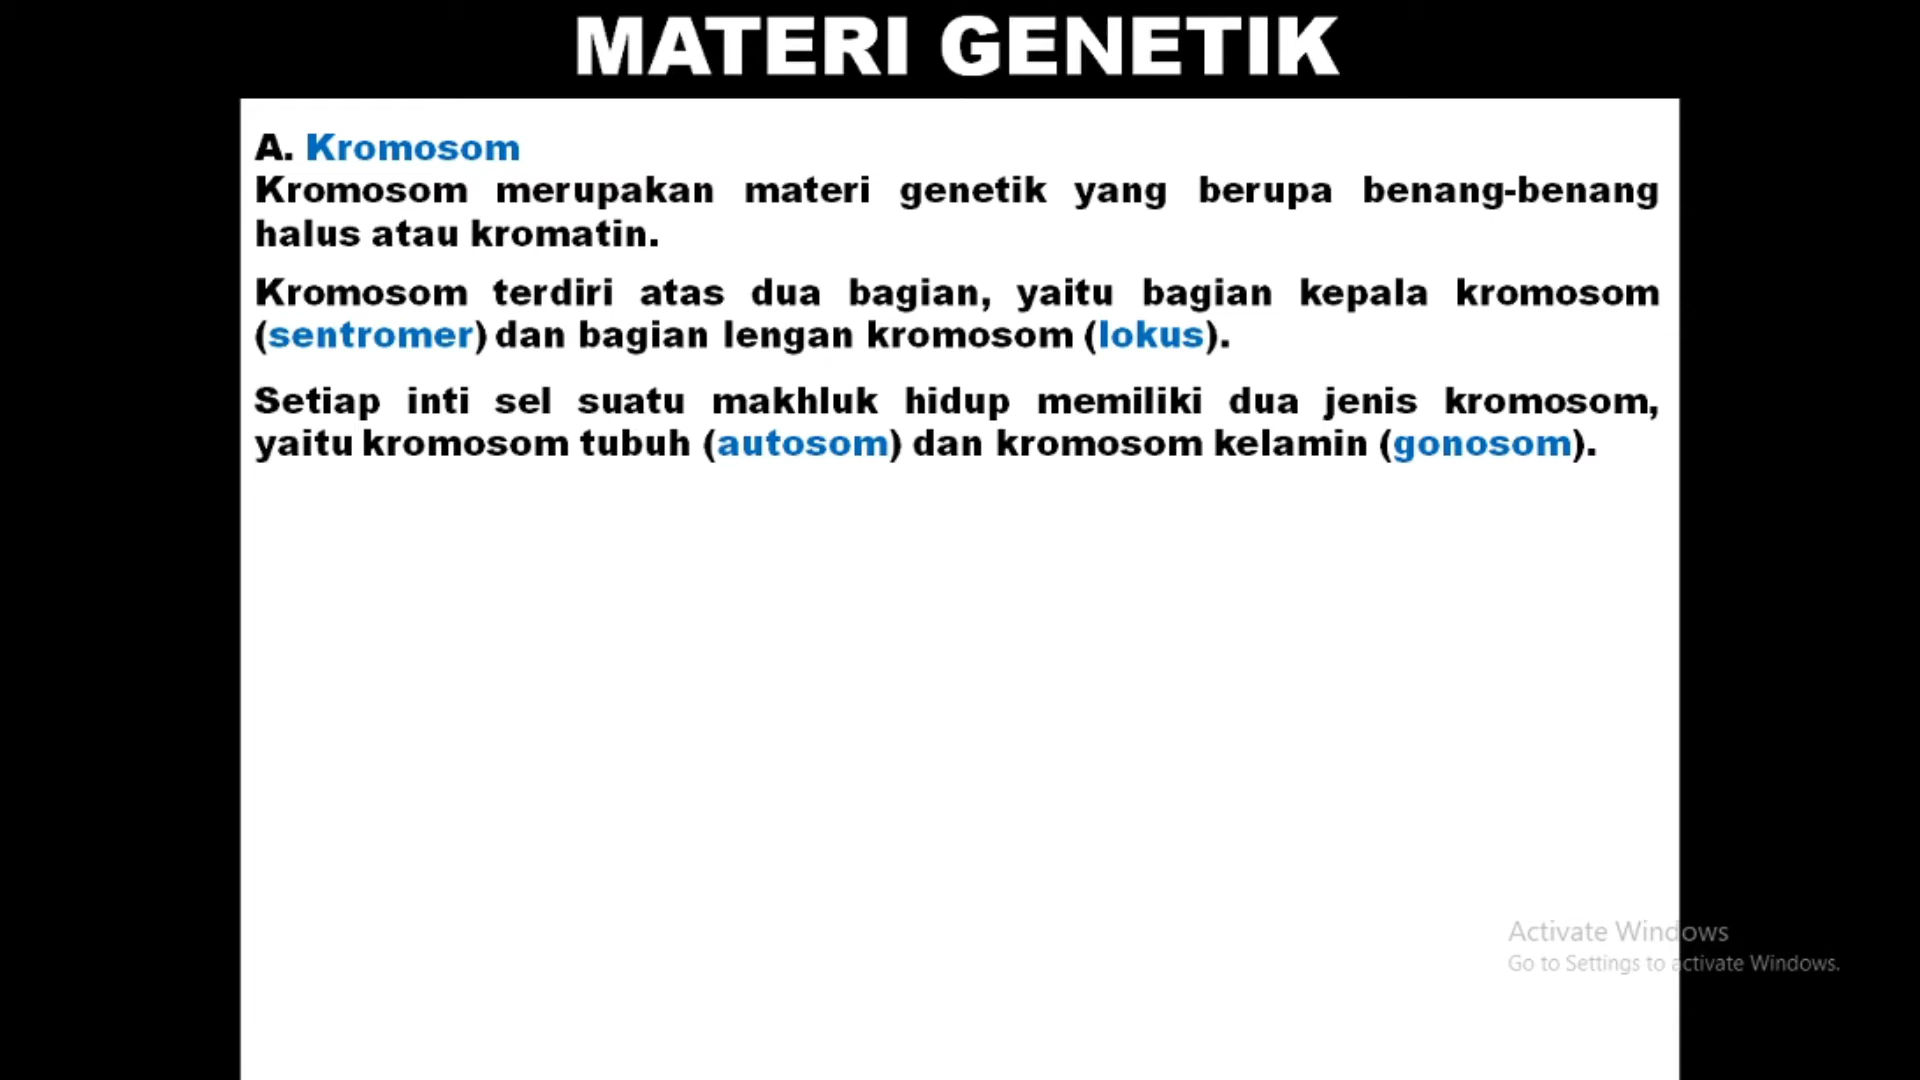 MATERI GENETIK
A. Kromosom
Kromosom merupakan materi genetik yang berupa benang-benang
halus atau kromatin.
Kromosom terdiri atas dua bagian, yaitu bagian kepala kromosom
(sentromer) dan bagian lengan kromosom (lokus).
Setiap inti sel suatu makhluk hidup memiliki dua jenis kromosom,
yaitu kromosom tubuh (autosom) dan kromosom kelamin (gonosom).
Activate Windows
Go to Settings to activate Windows.